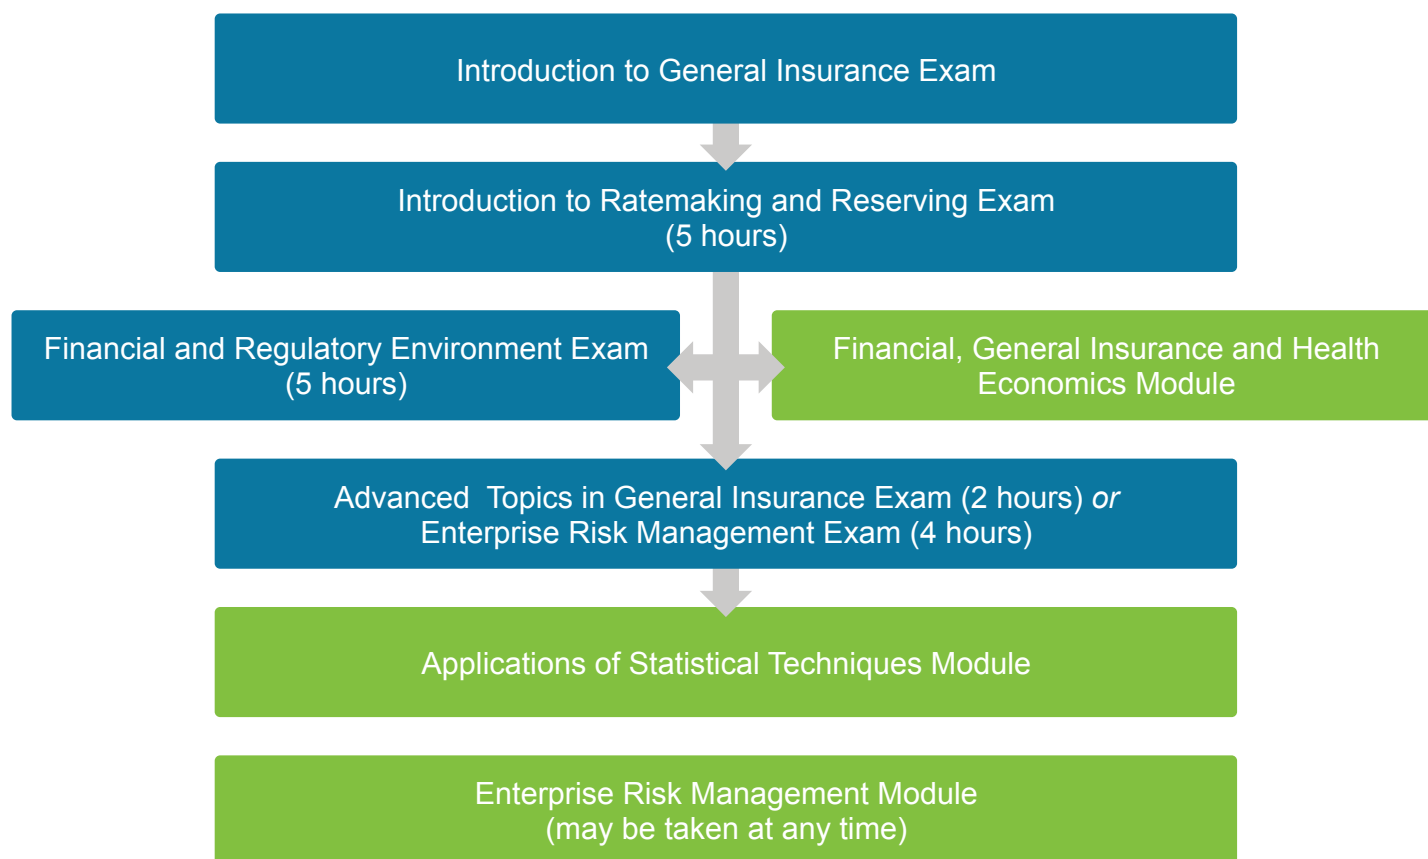 Introduction to General Insurance Exam
Introduction to Ratemaking and Reserving Exam
(5 hours)
Financial and Regulatory Environment Exam
(5 hours)
Financial, General Insurance and Health
Economics Module
Advanced Topics in General Insurance Exam (2 hours) or
Enterprise Risk Management Exam (4 hours)
Applications of Statistical Techniques Module
Enterprise Risk Management Module
(may be taken at any time)